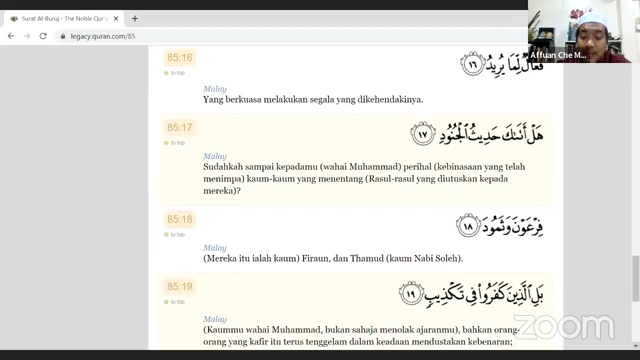 Surat Al-Buruj - The Noble Qur'a
legacy.quran.com/85
85:16
to top
فَعَّالٌ لِّمَا يُرِيدُ ١٦
Malay
Yang berkuasa melakukan segala yang dikehendakinya.
85:17
to top
هَلْ أَتَىٰكَ حَدِيثُ ٱلْجُنُودِ ١٧
Malay
Sudahkah sampai kepadamu (wahai Muhammad) perihal (kebinasaan yang telah
menimpa) kaum-kaum yang menentang (Rasul-rasul yang diutuskan kepada
mereka)?
85:18
to top
فِرْعَوْنَ وَثَمُودَ ١٨
Malay
(Mereka itu ialah kaum) Firaun, dan Thamud (kaum Nabi Soleh).
85:19
to top
بَلِ ٱلَّذِينَ كَفَرُوا۟ فِى تَكْذِيبٍ ١٩
Malay
(Kaummu wahai Muhammad, bukan sahaja menolak ajaranmu), bahkan orang-
orang yang kafir itu terus tenggelam dalam keadaan mendustakan kebenaran;
Affuan Che M...
zoom